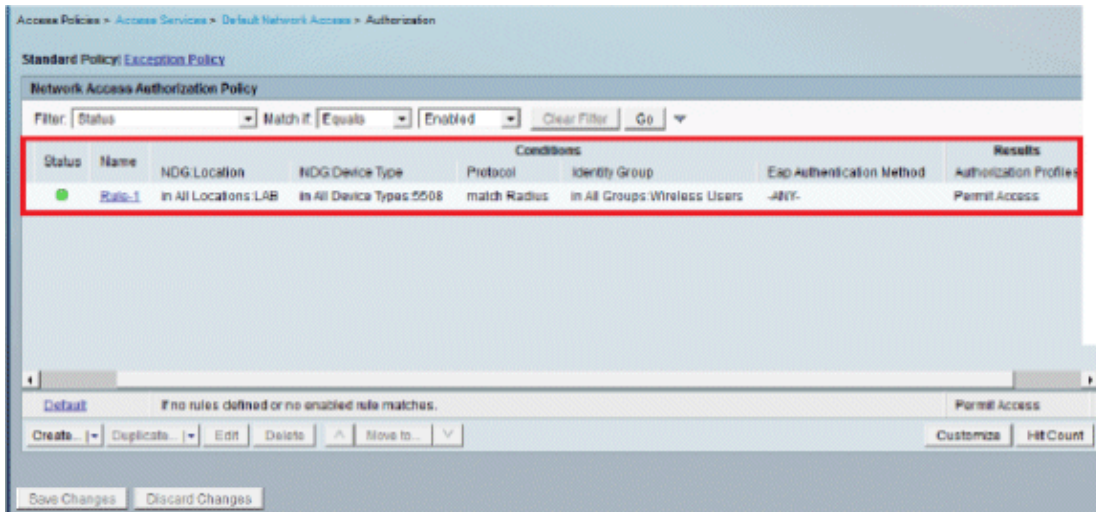 Access Policies > Access Services > Default Network Access > Authorization
Standard Policy| Exception Policy
Network Access Authorization Policy
Filter: Status Match if: Equals Enabled Clear Filter Go
Status Name Conditions Results
NDG:Location NDG:Device Type Protocol Identity Group Eap Authentication Method Authorization Profiles
Rule-1 in All Locations:LAB in All Device Types:5508 match Radius in All Groups:Wireless Users -ANY- Permit Access
Default If no rules defined or no enabled rule matches. Permit Access
Create... Duplicate... Edit Delete Move to... Customize Hit Count
Save Changes Discard Changes